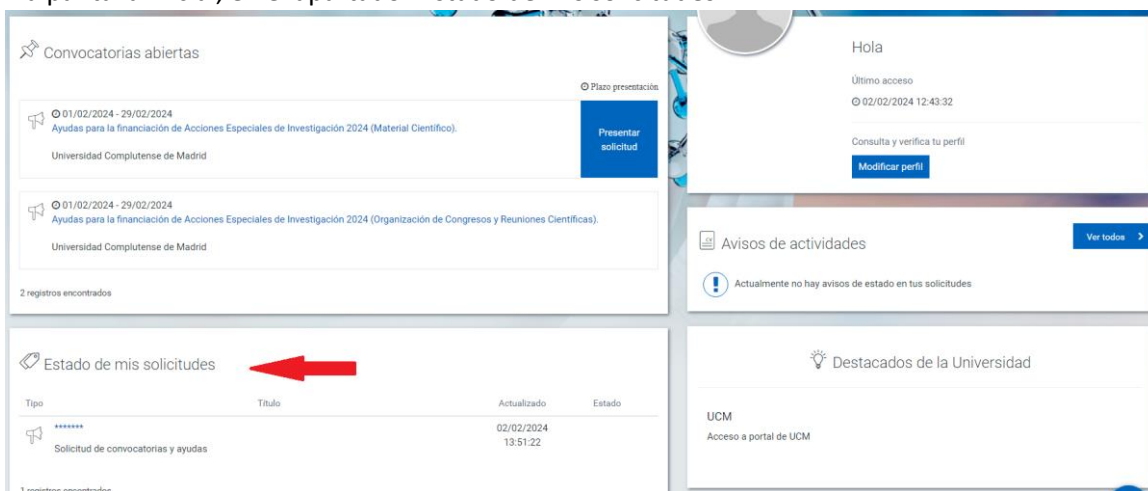 Convocatorias abiertas
Plazo presentación
01/02/2024 - 29/02/2024
Ayudas para la financiación de Acciones Especiales de Investigación 2024 (Material Científico).
Universidad Complutense de Madrid
Presentar
solicitud
01/02/2024 - 29/02/2024
Ayudas para la financiación de Acciones Especiales de Investigación 2024 (Organización de Congresos y Reuniones Científicas).
Universidad Complutense de Madrid
2 registros encontrados
Estado de mis solicitudes
Tipo Título Actualizado Estado
*******
Solicitud de convocatorias y ayudas
02/02/2024
13:51:22
1 registros encontrados
Hola
Último acceso
02/02/2024 12:43:32
Consulta y verifica tu perfil
Modificar perfil
Avisos de actividades
Ver todos
Actualmente no hay avisos de estado en tus solicitudes
Destacados de la Universidad
UCM
Acceso a portal de UCM